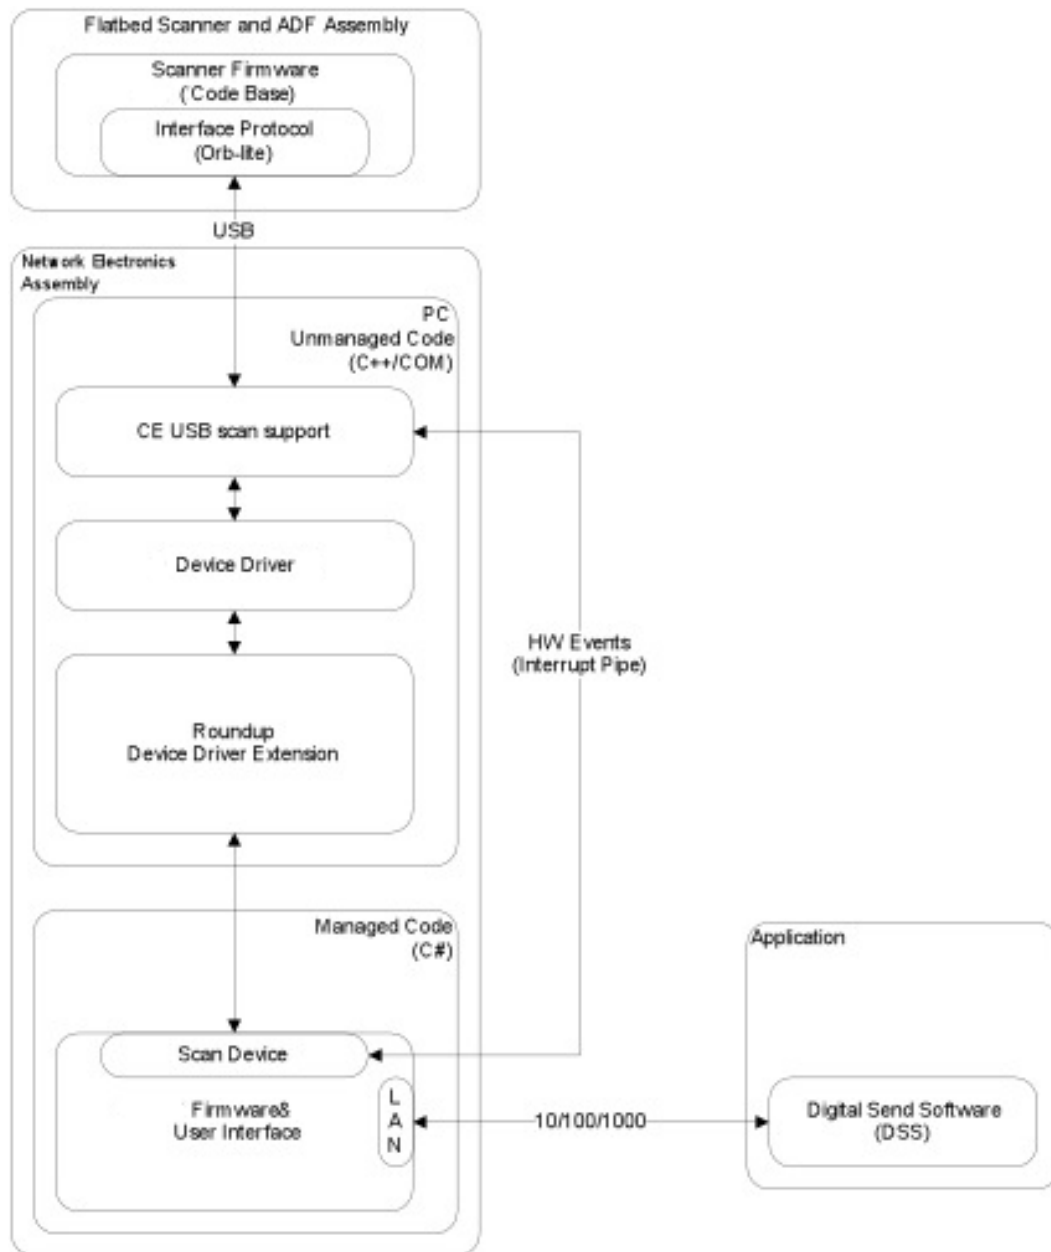 Flatbed Scanner and ADF Assembly
Scanner Firmware
( Code Base)
Interface Protocol
(Orb-lite)
USB
Network Electronics
Assembly
PC
Unmanaged Code
(C++/COM)
CE USB scan support
Device Driver
HW Events
(Interrupt Pipe)
Roundup
Device Driver Extension
Managed Code
(C#)
Application
Scan Device
Firmware&
User Interface
L
A
N
10/100/1000
Digital Send Software
(DSS)